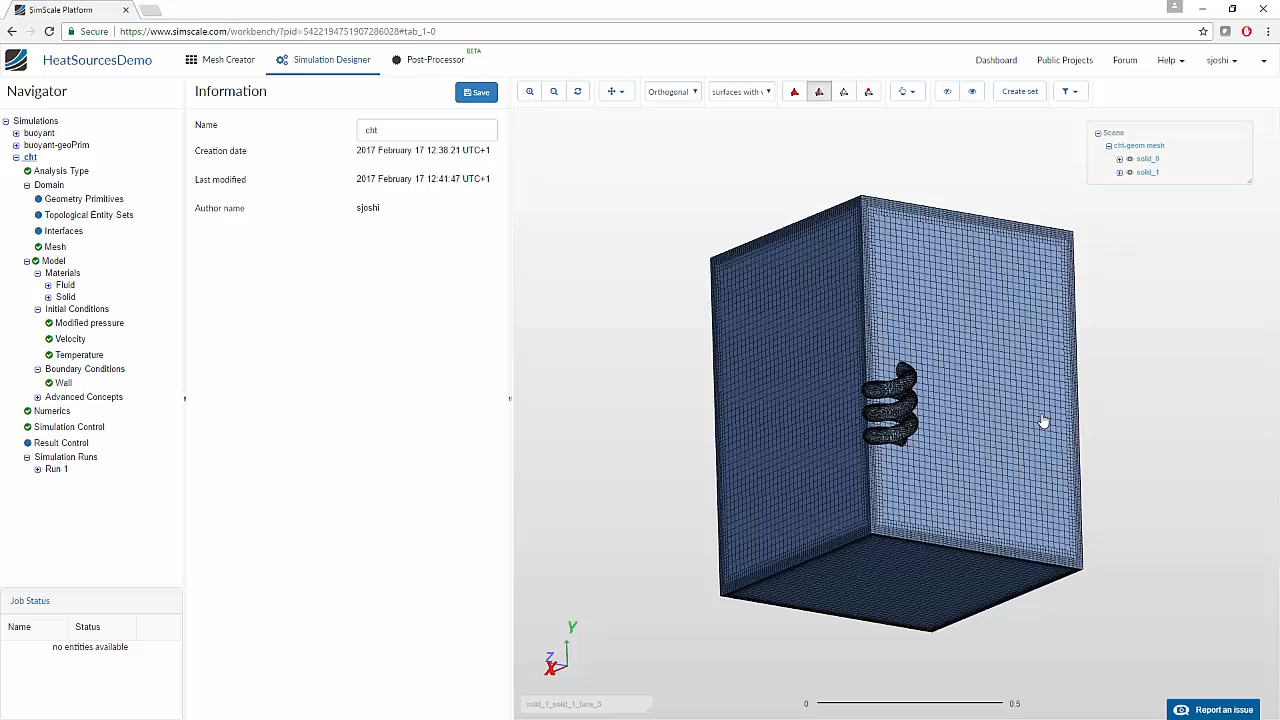 SimScale Platform
Secure https://www.simscale.com/workbench/?pid=5422194751907286028#tab_1-0
HeatSourcesDemo
Mesh Creator
Simulation Designer
Post-Processor
BETA
Dashboard
Public Projects
Forum
Help
sjoshi
Navigator
Simulations
buoyant
buoyant-geoPrim
cht
Analysis Type
Domain
Geometry Primitives
Topological Entity Sets
Interfaces
Mesh
Model
Materials
Fluid
Solid
Initial Conditions
Modified pressure
Velocity
Temperature
Boundary Conditions
Wall
Advanced Concepts
Numerics
Simulation Control
Result Control
Simulation Runs
Run 1
Job Status
Name Status
no entities available
Information
Save
Name cht
Creation date 2017 February 17 12:38:21 UTC+1
Last modified 2017 February 17 12:41:47 UTC+1
Author name sjoshi
Orthogonal
surfaces with
Create set
Scene
cht-geom mesh
solid_0
solid_1
Y
Z
X
solid_1_solid_1_face_3
0 0.5
Report an issue